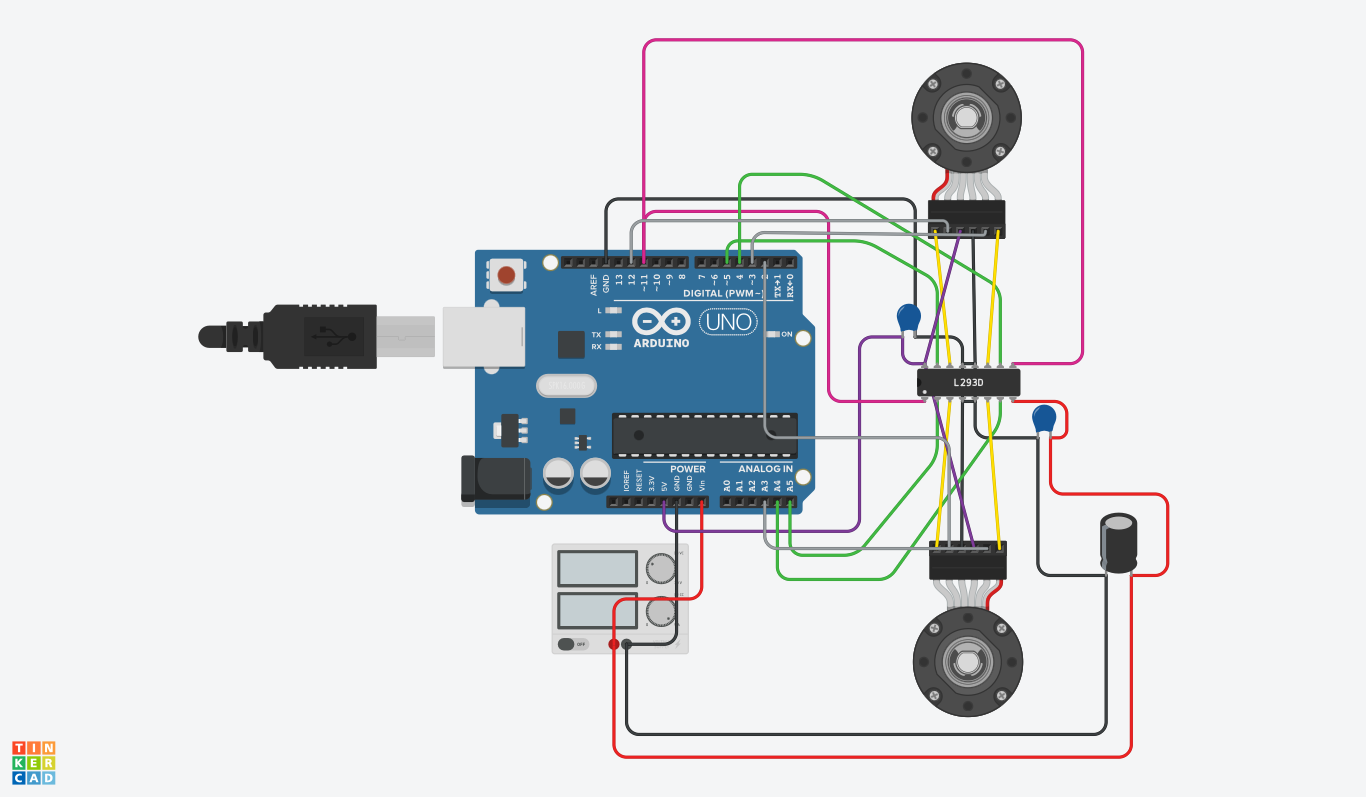 AREF
GND
13
12
~11
~10
~9
8
7
~6
~5
4
~3
2
TX→1
RX←0
DIGITAL (PWM~)
L
TX
RX
ON
UNO
ARDUINO
L293D
POWER
ANALOG IN
IOREF
RESET
3.3V
5V
GND
GND
Vin
A0
A1
A2
A3
A4
A5
OFF
TIN
KER
CAD